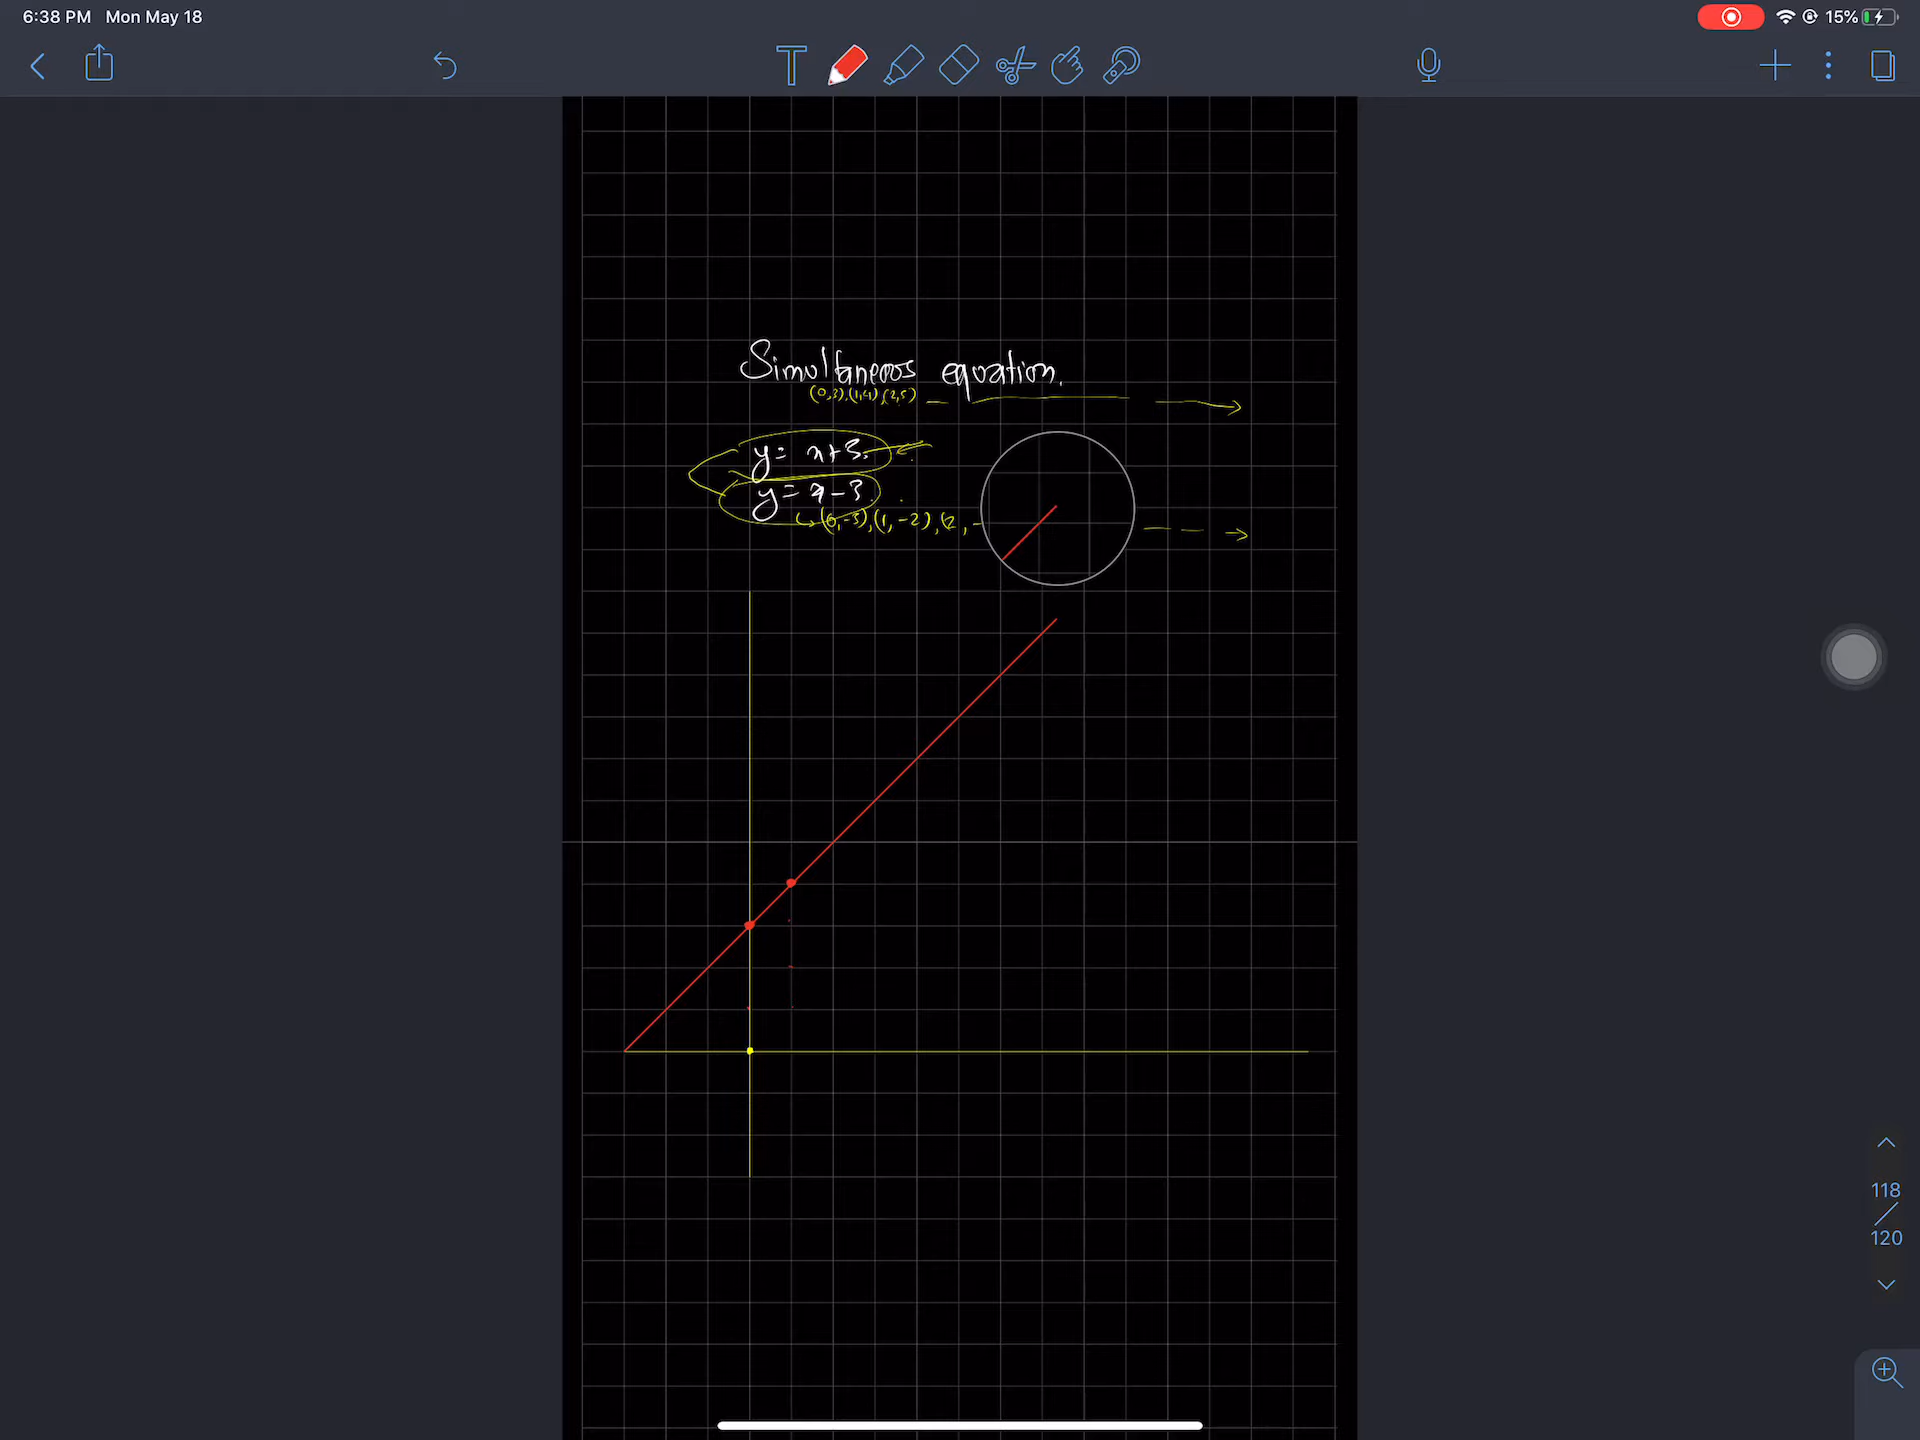 6:38 PM Mon May 18
15%
Simultaneos equation.
(0,3),(1,4),(2,5)
y = x+3.
y = x-3
(0,-3),(1,-2),(2,-
118
120